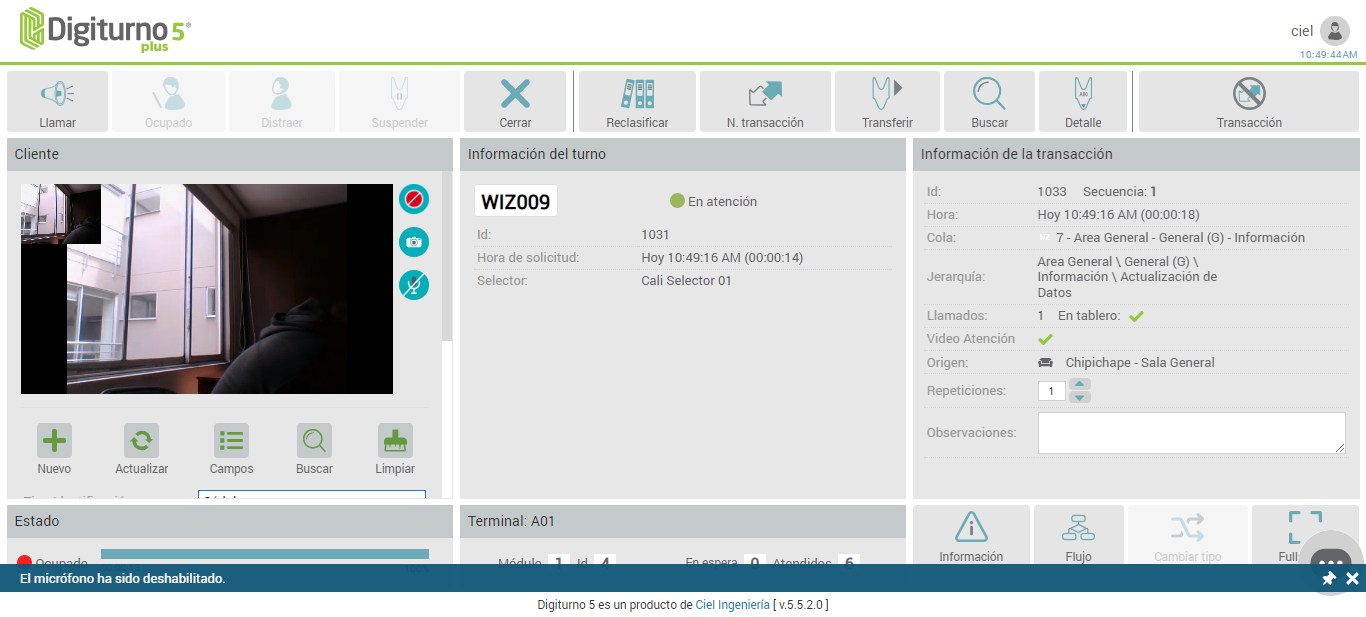 Digiturno 5®
plus
ciel
10:49:44AM
Llamar
Ocupado
Distraer
Suspender
Cerrar
Reclasificar
N. transacción
Transferir
Buscar
Detalle
Transacción
Cliente
Nuevo
Actualizar
Campos
Buscar
Limpiar
Información del turno
WIZ009
En atención
Id: 1031
Hora de solicitud: Hoy 10:49:16 AM (00:00:14)
Selector: Cali Selector 01
Información de la transacción
Id: 1033 Secuencia: 1
Hora: Hoy 10:49:16 AM (00:00:18)
Cola: 7 - Area General - General (G) - Información
Jerarquía: Area General \ General (G) \
Información \ Actualización de
Datos
Llamados: 1 En tablero:
Video Atención
Origen: Chipichape - Sala General
Repeticiones: 1
Observaciones:
Estado
Ocupado
Terminal: A01
Módulo 1 Id 4 En espera 0 Atendidos 6
Información
Flujo
Cambiar tipo
Full
El micrófono ha sido deshabilitado.
Digiturno 5 es un producto de Ciel Ingeniería [ v.5.5.2.0 ]